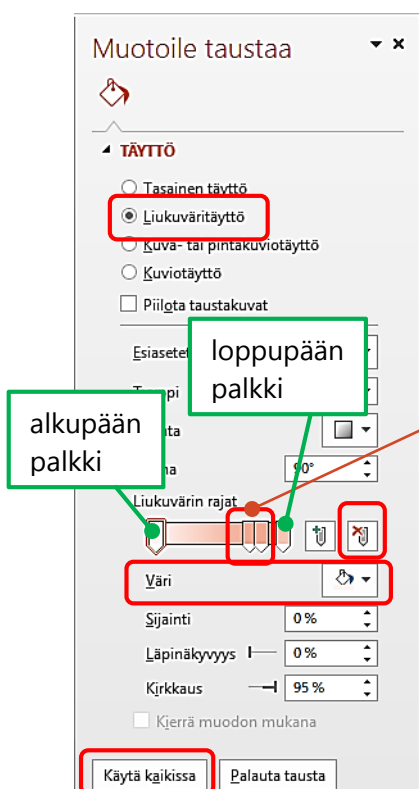 Muotoile taustaa
TÄYTTÖ
Tasainen täyttö
Liukuväritäyttö
Kuva- tai pintakuviotäyttö
Kuviotäyttö
Piilota taustakuvat
loppupään
palkki
alkupään
palkki
90°
Liukuvärin rajat
Väri
Sijainti 0 %
Läpinäkyvyys 0 %
Kirkkaus 95 %
Kierrä muodon mukana
Käytä kaikissa Palauta tausta